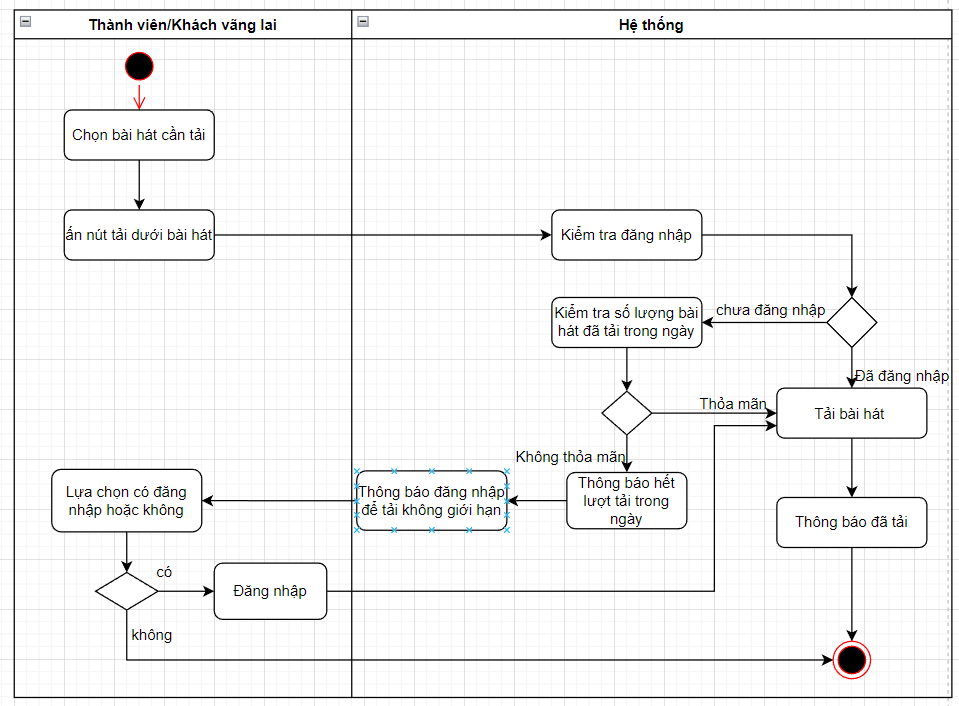 Thành viên/Khách vãng lai
Hệ thống
Chọn bài hát cần tải
ấn nút tải dưới bài hát
Kiểm tra đăng nhập
Kiểm tra số lượng bài
hát đã tải trong ngày
chưa đăng nhập
Đã đăng nhập
Thỏa mãn
Tải bài hát
Không thỏa mãn
Lựa chọn có đăng
nhập hoặc không
Thông báo đăng nhập
để tải không giới hạn
Thông báo hết
lượt tải trong
ngày
Thông báo đã tải
có
Đăng nhập
không